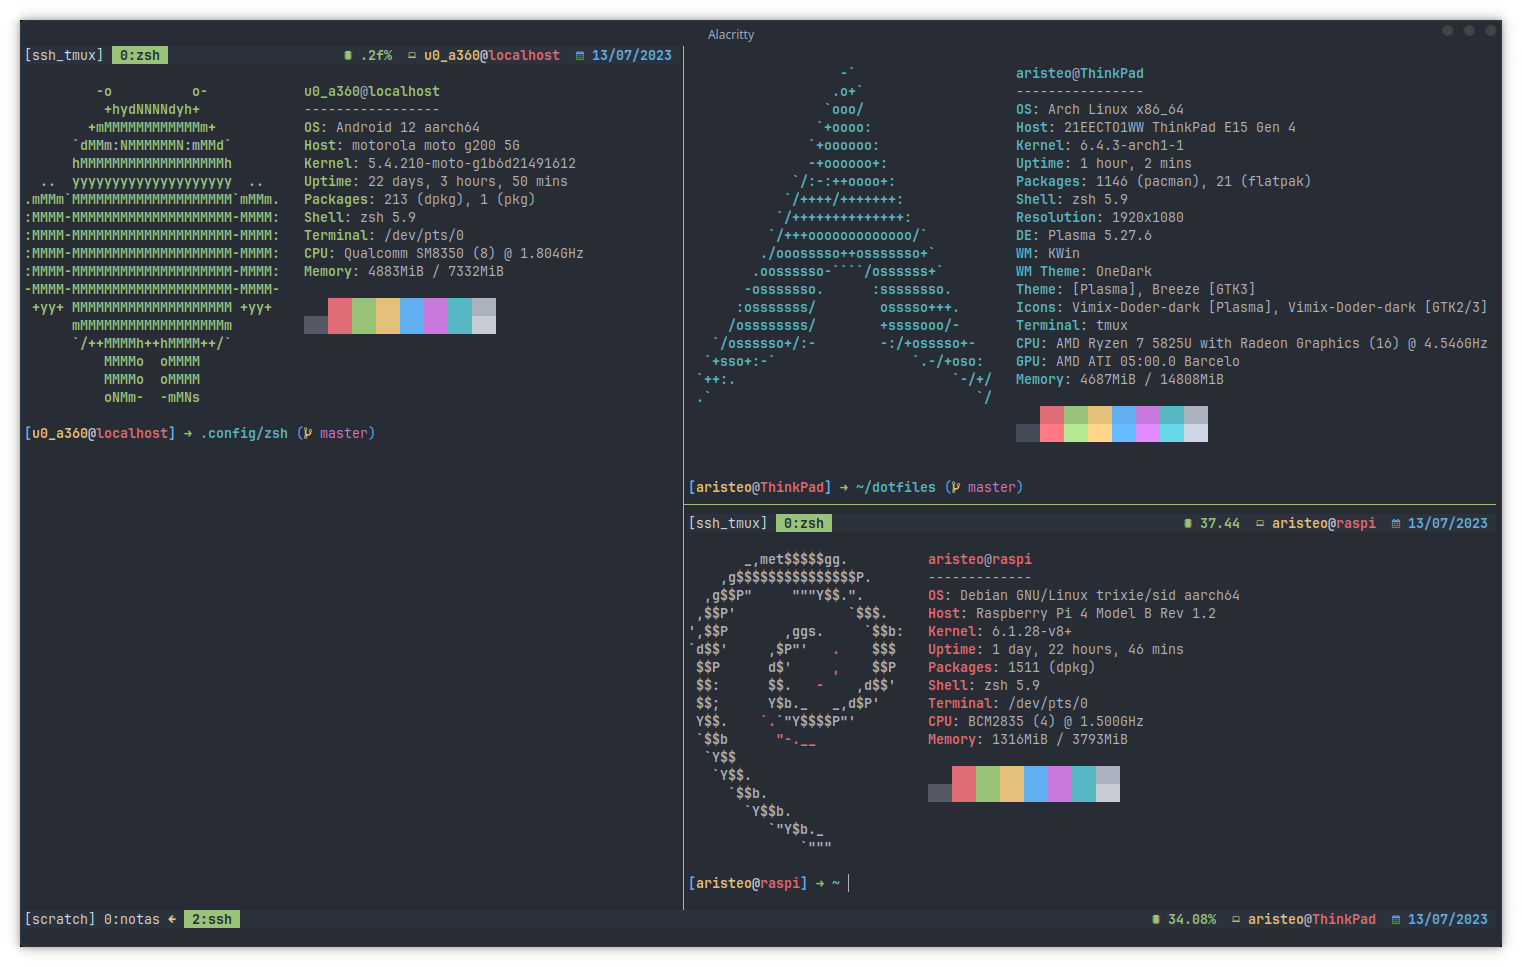 Alacritty
[ssh_tmux] 0:zsh .2f% u0_a360@localhost 13/07/2023
-o o-
+hydNNNNdyh+
+mMMMMMMMMMMMMm+
`dMMm:NMMMMMMN:mMMd`
hMMMMMMMMMMMMMMMMMMh
.. yyyyyyyyyyyyyyyyyyyy ..
.mMMm`MMMMMMMMMMMMMMMMMMMM`mMMm.
:MMMM-MMMMMMMMMMMMMMMMMMMM-MMMM:
:MMMM-MMMMMMMMMMMMMMMMMMMM-MMMM:
:MMMM-MMMMMMMMMMMMMMMMMMMM-MMMM:
:MMMM-MMMMMMMMMMMMMMMMMMMM-MMMM:
-MMMM-MMMMMMMMMMMMMMMMMMMM-MMMM-
+yy+ MMMMMMMMMMMMMMMMMMMM +yy+
mMMMMMMMMMMMMMMMMMMm
`/++MMMMh++hMMMM++/`
MMMMo oMMMM
MMMMo oMMMM
oNMm- -mMNs
u0_a360@localhost
-----------------
OS: Android 12 aarch64
Host: motorola moto g200 5G
Kernel: 5.4.210-moto-g1b6d21491612
Uptime: 22 days, 3 hours, 50 mins
Packages: 213 (dpkg), 1 (pkg)
Shell: zsh 5.9
Terminal: /dev/pts/0
CPU: Qualcomm SM8350 (8) @ 1.804GHz
Memory: 4883MiB / 7332MiB
[u0_a360@localhost] ➜ .config/zsh ( master)
-`
.o+`
`ooo/
`+oooo:
`+oooooo:
-+oooooo+:
`/:-:++oooo+:
`/++++/+++++++:
`/++++++++++++++:
`/+++ooooooooooooo/`
./ooosssso++osssssso+`
.oossssso-````/ossssss+`
-osssssso. :ssssssso.
:osssssss/ osssso+++.
/ossssssss/ +ssssooo/-
`/ossssso+/:- -:/+osssso+-
`+sso+:-` `.-/+oso:
`++:. `-/+/
.` `/
aristeo@ThinkPad
----------------
OS: Arch Linux x86_64
Host: 21EECTO1WW ThinkPad E15 Gen 4
Kernel: 6.4.3-arch1-1
Uptime: 1 hour, 2 mins
Packages: 1146 (pacman), 21 (flatpak)
Shell: zsh 5.9
Resolution: 1920x1080
DE: Plasma 5.27.6
WM: KWin
WM Theme: OneDark
Theme: [Plasma], Breeze [GTK3]
Icons: Vimix-Doder-dark [Plasma], Vimix-Doder-dark [GTK2/3]
Terminal: tmux
CPU: AMD Ryzen 7 5825U with Radeon Graphics (16) @ 4.546GHz
GPU: AMD ATI 05:00.0 Barcelo
Memory: 4687MiB / 14808MiB
[aristeo@ThinkPad] ➜ ~/dotfiles ( master)
[ssh_tmux] 0:zsh 37.44 aristeo@raspi 13/07/2023
_,met$$$$$gg.
,g$$$$$$$$$$$$$$$P.
,g$$P" """Y$$.".
,$$P' `$$$.
',$$P ,ggs. `$$b:
`d$$' ,$P"' . $$$
$$P d$' , $$P
$$: $$. - ,d$$'
$$; Y$b._ _,d$P'
Y$$. `.`"Y$$$$P"'
`$$b "-.__
`Y$$
`Y$$.
`$$b.
`Y$$b.
`"Y$b._
`"""
aristeo@raspi
-------------
OS: Debian GNU/Linux trixie/sid aarch64
Host: Raspberry Pi 4 Model B Rev 1.2
Kernel: 6.1.28-v8+
Uptime: 1 day, 22 hours, 46 mins
Packages: 1511 (dpkg)
Shell: zsh 5.9
Terminal: /dev/pts/0
CPU: BCM2835 (4) @ 1.500GHz
Memory: 1316MiB / 3793MiB
[aristeo@raspi] ➜ ~
[scratch] 0:notas ← 2:ssh 34.08% aristeo@ThinkPad 13/07/2023